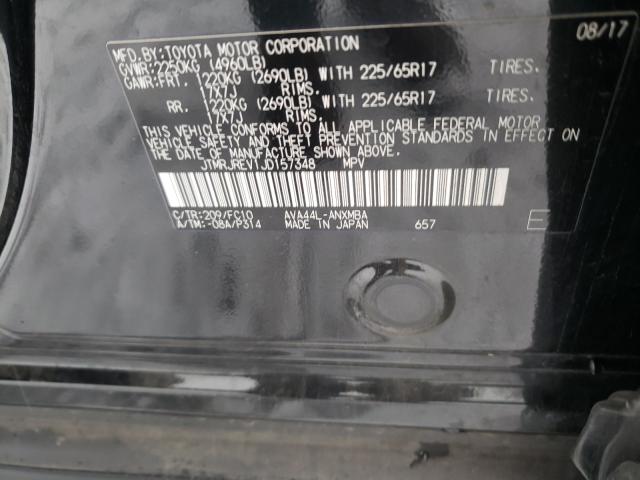 08/17
MFD.BY:TOYOTA MOTOR CORPORATION
GVWR:2250KG (4960LB)
GAWR:FRT. 1220KG (2690LB) WITH 225/65R17 TIRES.
17X7J RIMS.
RR. 1220KG (2690LB) WITH 225/65R17 TIRES.
17X7J RIMS.
THIS VEHICLE CONFORMS TO ALL APPLICABLE FEDERAL MOTOR
VEHICLE SAFETY AND THEFT PREVENTION STANDARDS IN EFFECT ON
THE DATE OF MANUFACTURE SHOWN ABOVE.
JTMRJREV1JD157348 MPV
C/TR:209/FC10 AVA44L-ANXMBA
A/TM:-08A/P314 MADE IN JAPAN 657 E